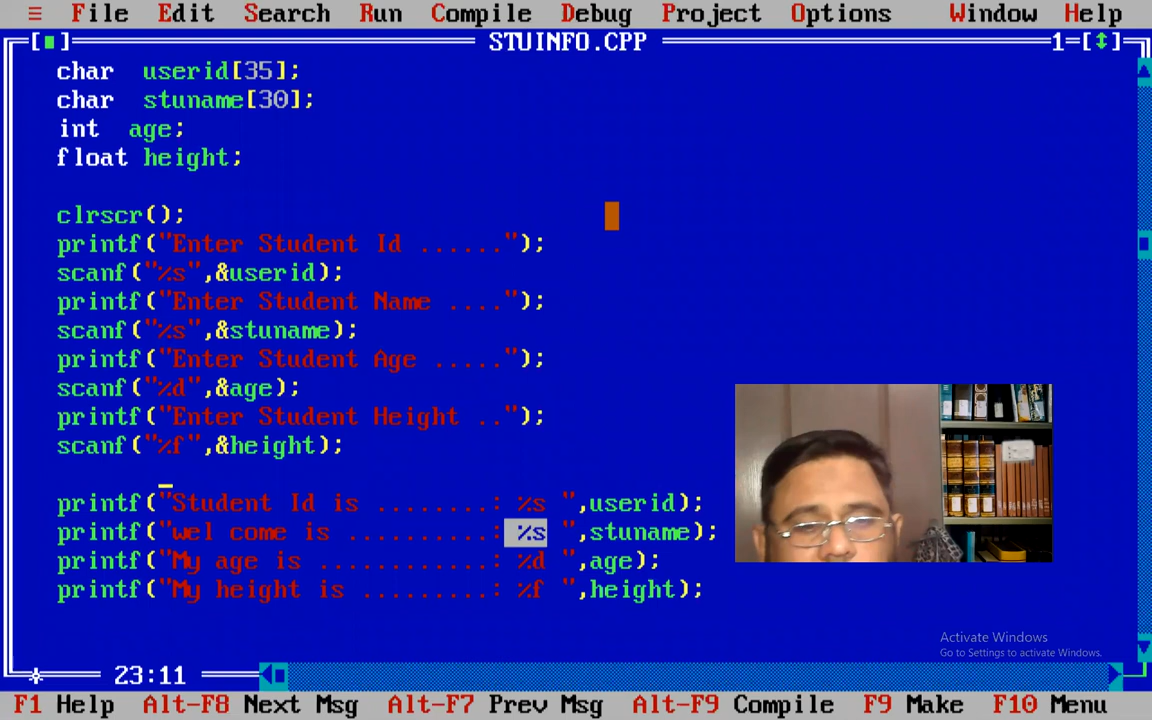 ≡ File Edit Search Run Compile Debug Project Options Window Help
[■] STUINFO.CPP 1=[↕]
char userid[35];
char stuname[30];
int age;
float height;
clrscr();
printf("Enter Student Id ......");
scanf("%s",&userid);
printf("Enter Student Name ....");
scanf("%s",&stuname);
printf("Enter Student Age .....");
scanf("%d",&age);
printf("Enter Student Height ..");
scanf("%f",&height);
printf("Student Id is ........: %s ",userid);
printf("wel come is ..........: %s ",stuname);
printf("My age is ............: %d ",age);
printf("My height is .........: %f ",height);
Activate Windows
Go to Settings to activate Windows.
23:11
F1 Help Alt-F8 Next Msg Alt-F7 Prev Msg Alt-F9 Compile F9 Make F10 Menu